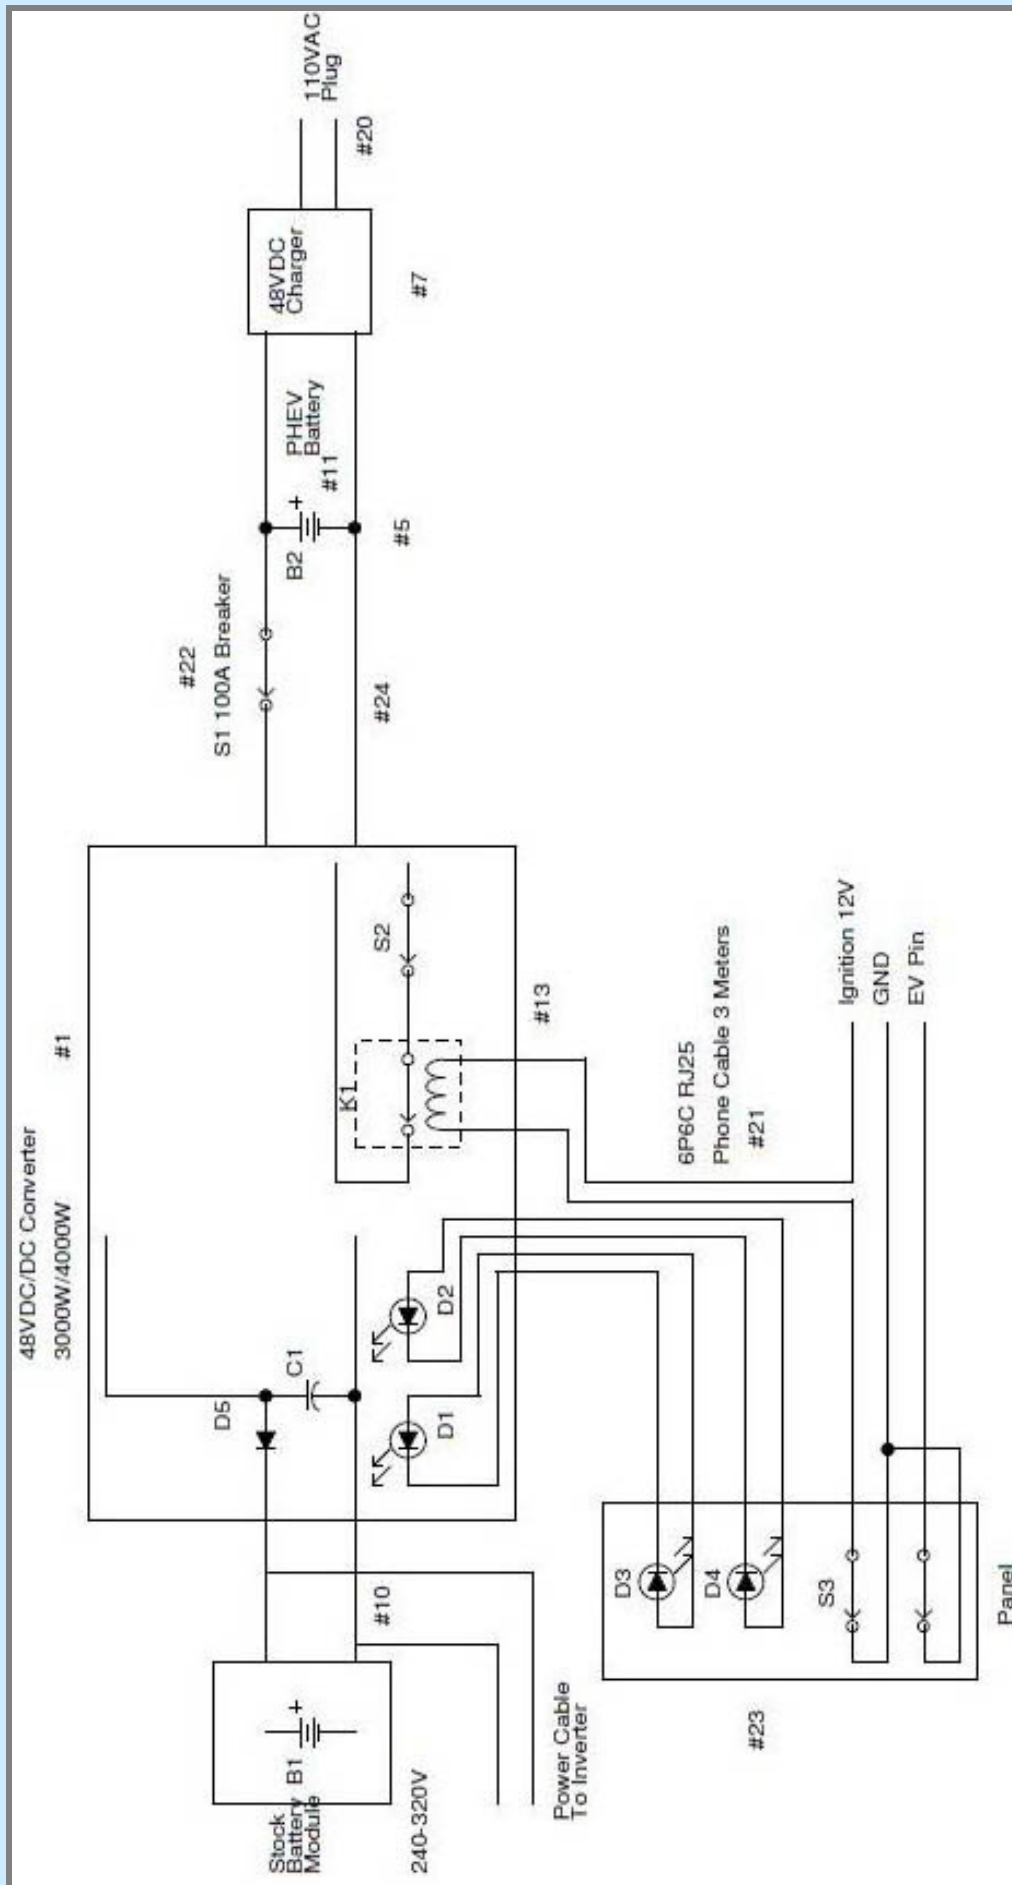 48VDC/DC Converter
3000W/4000W
#1
Stock
Battery
Module
B1
+
240-320V
#10
Power Cable
To Inverter
D5
C1
D1
D2
K1
S2
#13
#22
S1 100A Breaker
#24
B2
+
#11
PHEV
Battery
#5
48VDC
Charger
#7
110VAC
Plug
#20
6P6C RJ25
Phone Cable 3 Meters
#21
Ignition 12V
GND
EV Pin
D3
D4
S3
#23
Panel